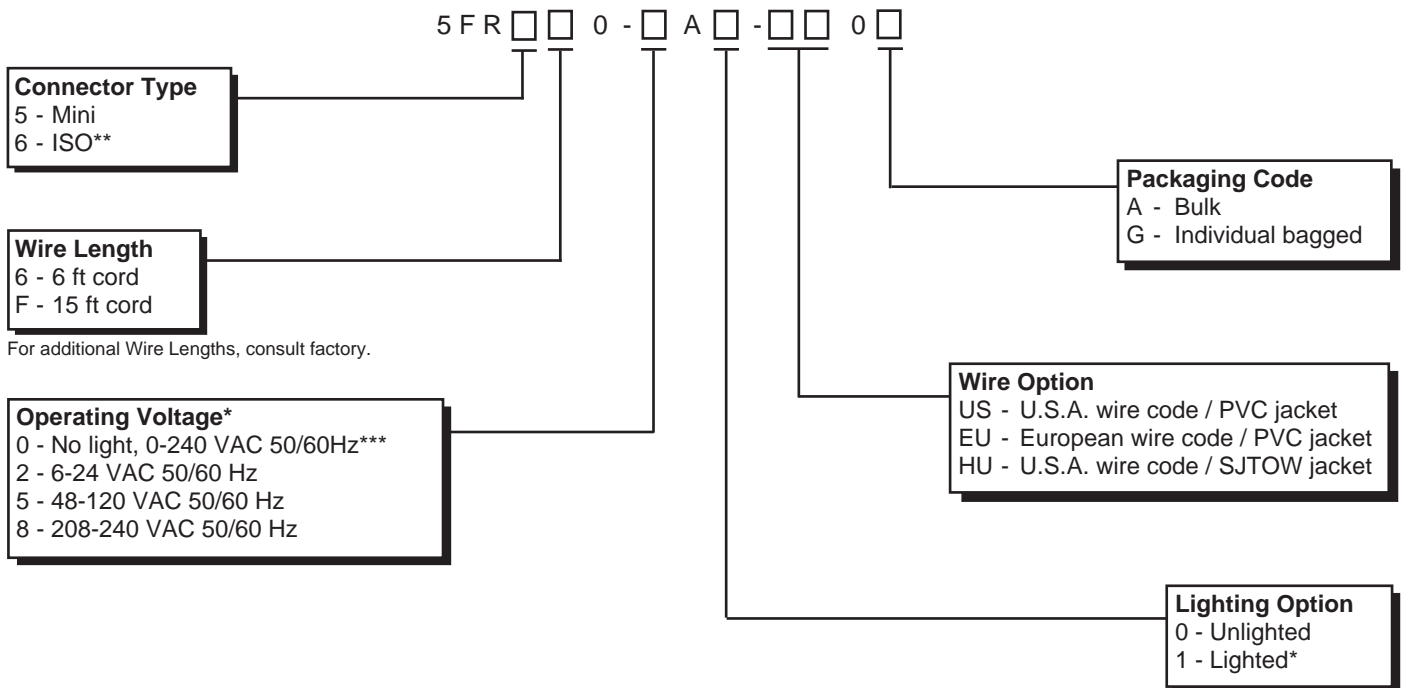 5 F R □ □ 0 - □ A □ - □ □ 0 □
Connector Type
5 - Mini
6 - ISO**
Packaging Code
A - Bulk
G - Individual bagged
Wire Length
6 - 6 ft cord
F - 15 ft cord
For additional Wire Lengths, consult factory.
Wire Option
US - U.S.A. wire code / PVC jacket
EU - European wire code / PVC jacket
HU - U.S.A. wire code / SJTOW jacket
Operating Voltage*
0 - No light, 0-240 VAC 50/60Hz***
2 - 6-24 VAC 50/60 Hz
5 - 48-120 VAC 50/60 Hz
8 - 208-240 VAC 50/60 Hz
Lighting Option
0 - Unlighted
1 - Lighted*